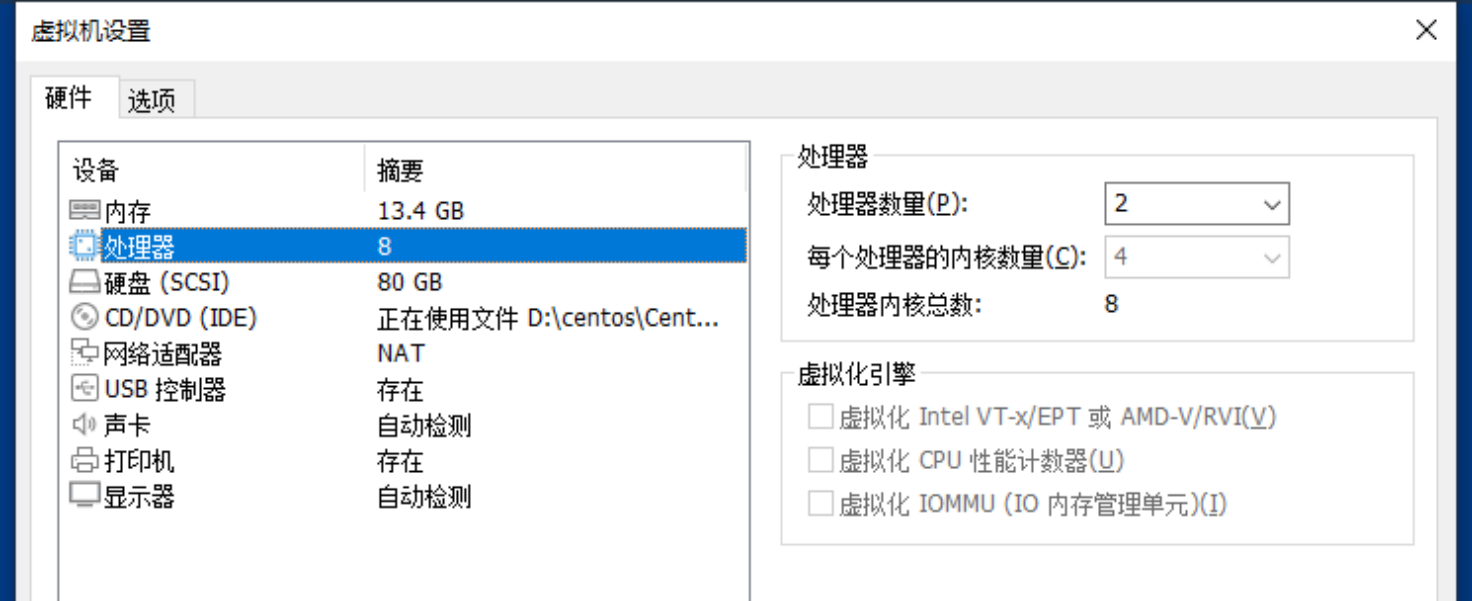 虚拟机设置
硬件
选项
设备 摘要
内存 13.4 GB
处理器 8
硬盘 (SCSI) 80 GB
CD/DVD (IDE) 正在使用文件 D:\centos\Cent...
网络适配器 NAT
USB 控制器 存在
声卡 自动检测
打印机 存在
显示器 自动检测
处理器
处理器数量(P): 2
每个处理器的内核数量(C): 4
处理器内核总数: 8
虚拟化引擎
虚拟化 Intel VT-x/EPT 或 AMD-V/RVI(V)
虚拟化 CPU 性能计数器(U)
虚拟化 IOMMU (IO 内存管理单元)(I)